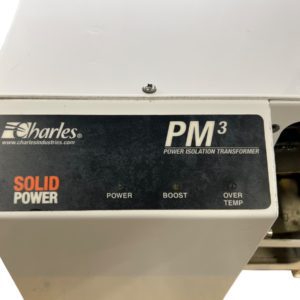 Charles®
www.charlesindustries.com
PM³
POWER ISOLATION TRANSFORMER
SOLID
POWER
POWER
BOOST
OVER
TEMP